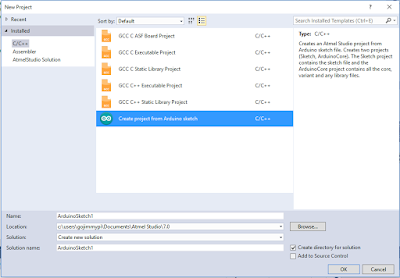 New Project
Recent
Installed
C/C++
Assembler
AtmelStudio Solution
Sort by: Default
Search Installed Templates (Ctrl+E)
GCC C ASF Board Project C/C++
GCC C Executable Project C/C++
GCC C Static Library Project C/C++
GCC C++ Executable Project C/C++
GCC C++ Static Library Project C/C++
Create project from Arduino sketch C/C++
Type: C/C++
Creates an Atmel Studio project from
Arduino sketch file. Creates two projects
(Sketch, ArduinoCore). The Sketch
project contains the sketch file and the
ArduinoCore project contains all the core,
variant and any library files.
Name: ArduinoSketch1
Location: c:\users\gojimmypi\Documents\Atmel Studio\7.0
Browse...
Solution: Create new solution
Solution name: ArduinoSketch1
Create directory for solution
Add to Source Control
OK Cancel